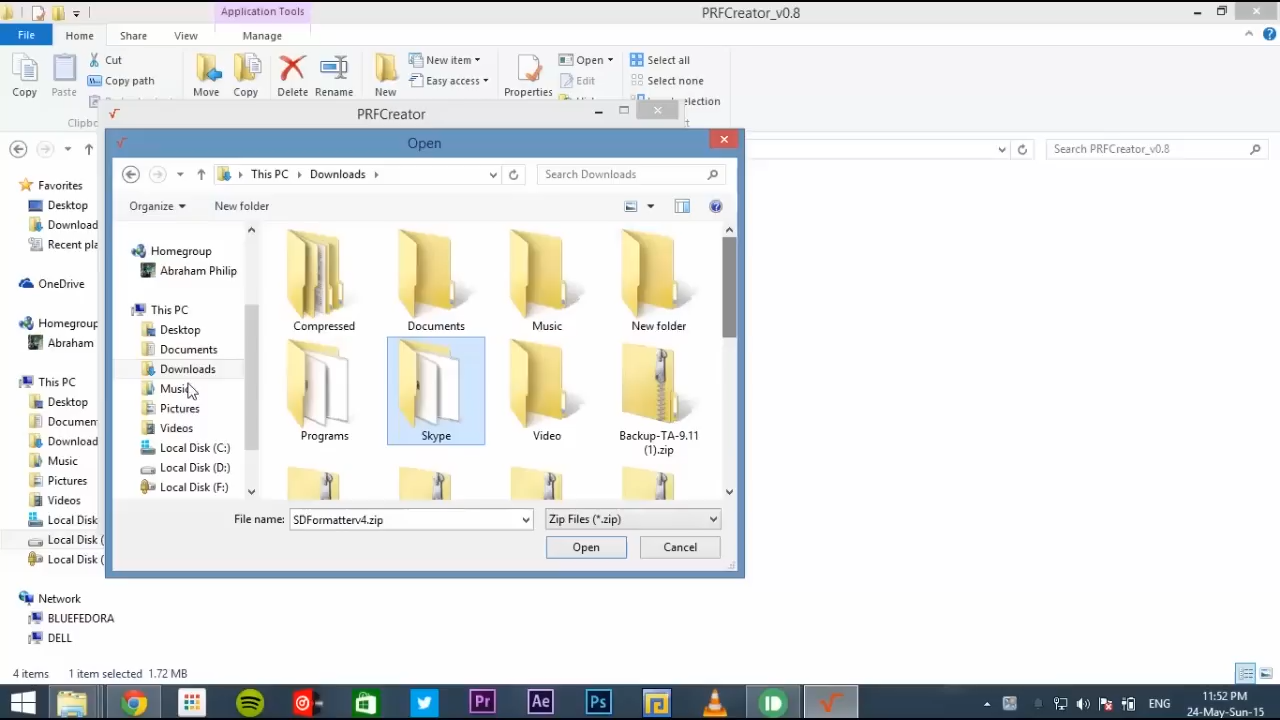 Application Tools
PRFCreator_v0.8
File
Home
Share
View
Manage
Copy
Paste
Cut
Copy path
Move
Copy
Delete
Rename
New
New item
Easy access
Properties
Open
Edit
Select all
Select none
PRFCreator
Search PRFCreator_v0.8
Open
This PC
Downloads
Search Downloads
Organize
New folder
Favorites
Desktop
Download
OneDrive
Homegroup
Abraham
This PC
Desktop
Documen
Download
Music
Pictures
Videos
Local Disk
Local Disk (
Local Disk (
Network
BLUEFEDORA
DELL
Homegroup
Abraham Philip
This PC
Desktop
Documents
Downloads
Music
Pictures
Videos
Local Disk (C:)
Local Disk (D:)
Local Disk (F:)
Compressed
Documents
Music
New folder
Programs
Skype
Video
Backup-TA-9.11
(1).zip
File name:
SDFormatterv4.zip
Zip Files (*.zip)
Open
Cancel
4 items
1 item selected 1.72 MB
Pr
Ae
Ps
ENG
11:52 PM
24-May-Sun-15